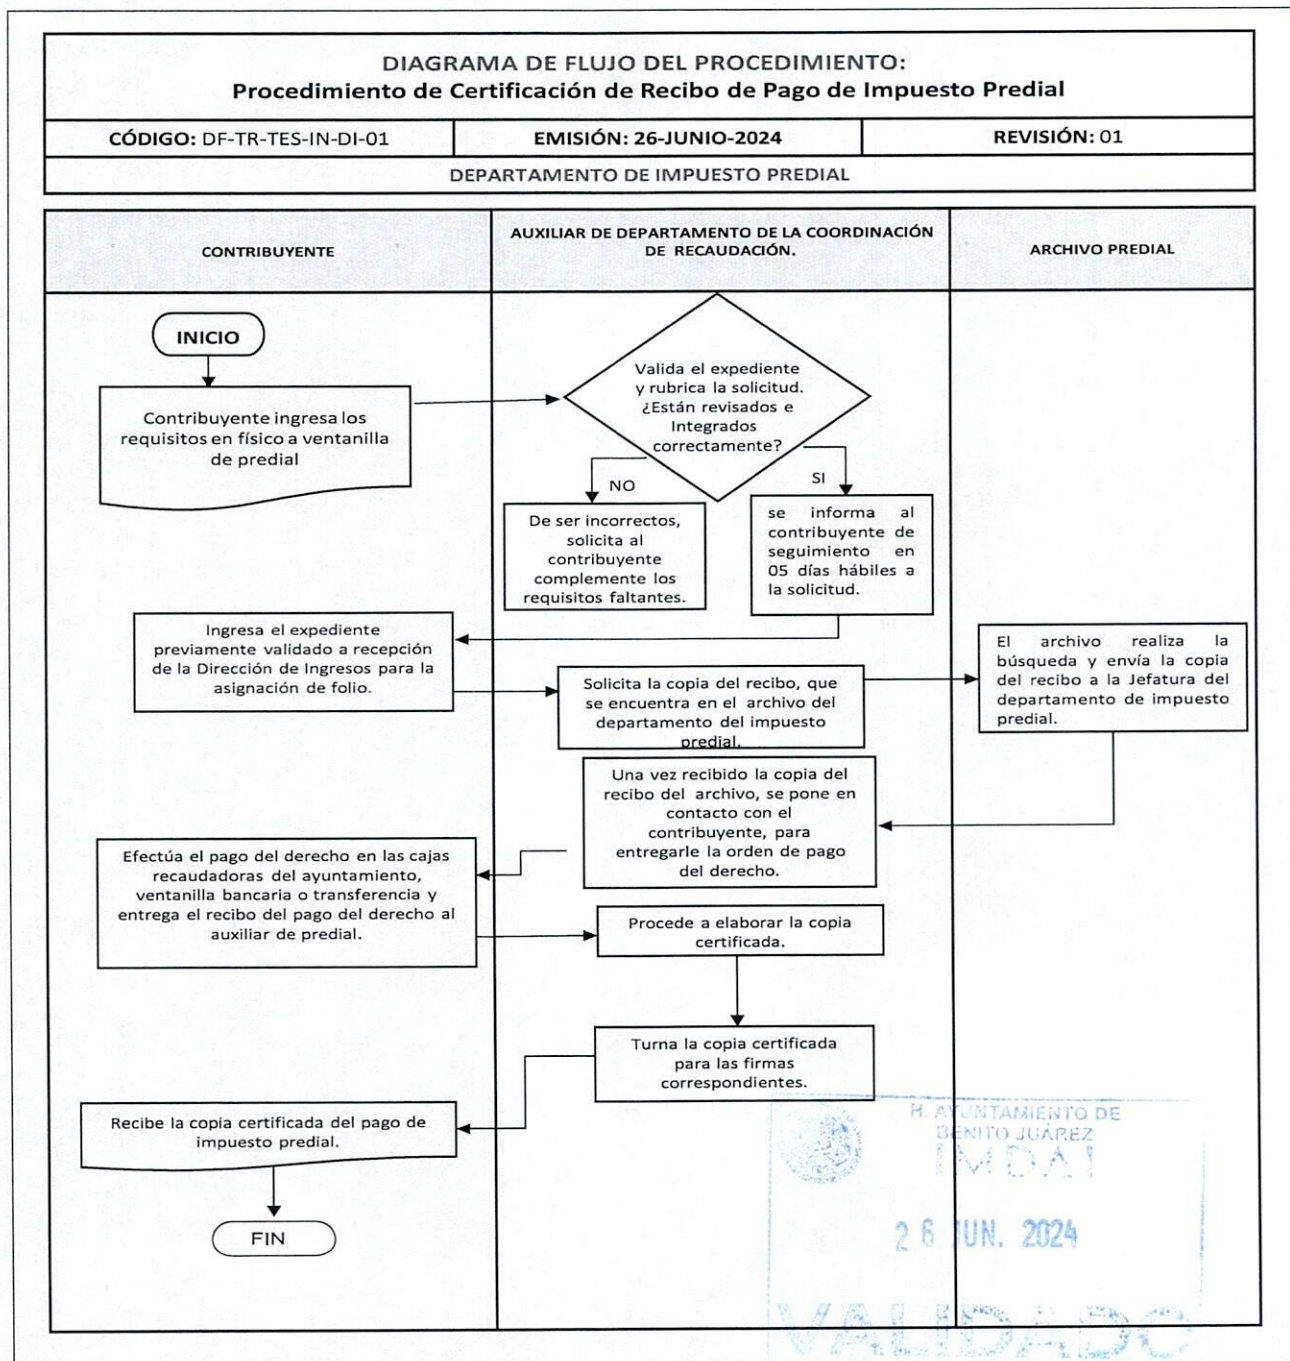 DIAGRAMA DE FLUJO DEL PROCEDIMIENTO:
Procedimiento de Certificación de Recibo de Pago de Impuesto Predial
CÓDIGO: DF-TR-TES-IN-DI-01
EMISIÓN: 26-JUNIO-2024
REVISIÓN: 01
DEPARTAMENTO DE IMPUESTO PREDIAL
CONTRIBUYENTE
AUXILIAR DE DEPARTAMENTO DE LA COORDINACIÓN
DE RECAUDACIÓN.
ARCHIVO PREDIAL
INICIO
Contribuyente ingresa los
requisitos en físico a ventanilla
de predial
Valida el expediente
y rubrica la solicitud.
¿Están revisados e
Integrados
correctamente?
NO
SI
De ser incorrectos,
solicita al
contribuyente
complemente los
requisitos faltantes.
se informa al
contribuyente de
seguimiento en
05 días hábiles a
la solicitud.
Ingresa el expediente
previamente validado a recepción
de la Dirección de Ingresos para la
asignación de folio.
Solicita la copia del recibo, que
se encuentra en el archivo del
departamento del impuesto
predial.
El archivo realiza la
búsqueda y envía la copia
del recibo a la Jefatura del
departamento de impuesto
predial.
Una vez recibido la copia del
recibo del archivo, se pone en
contacto con el
contribuyente, para
entregarle la orden de pago
del derecho.
Efectúa el pago del derecho en las cajas
recaudadoras del ayuntamiento,
ventanilla bancaria o transferencia y
entrega el recibo del pago del derecho al
auxiliar de predial.
Procede a elaborar la copia
certificada.
Turna la copia certificada
para las firmas
correspondientes.
Recibe la copia certificada del pago de
impuesto predial.
FIN
H. AYUNTAMIENTO DE
BENITO JUÁREZ
IMDAI
26 JUN. 2024
VALIDADO